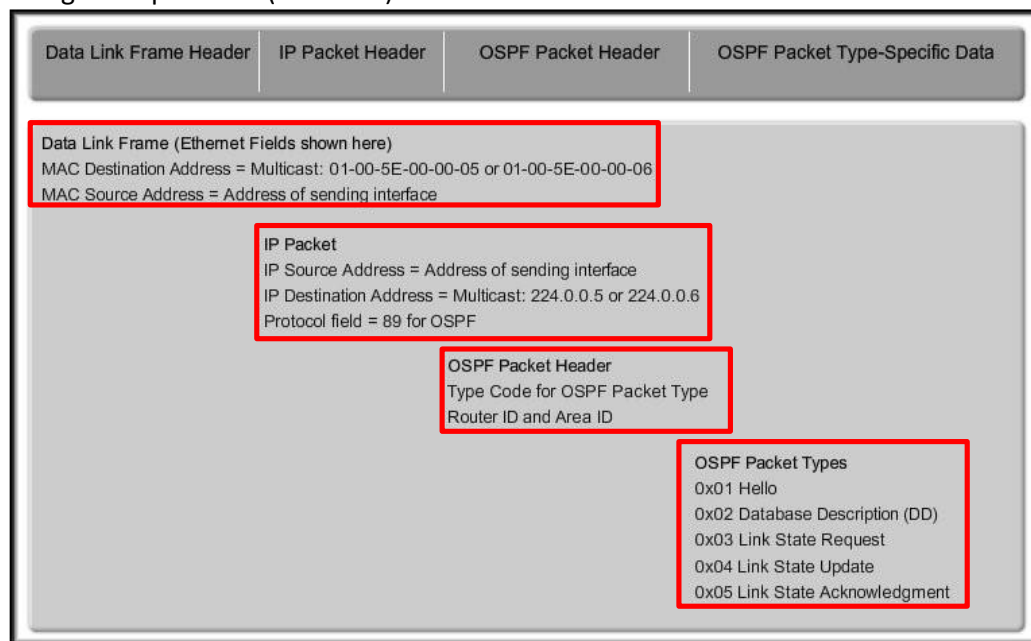 Data Link Frame Header IP Packet Header OSPF Packet Header OSPF Packet Type-Specific Data
Data Link Frame (Ethernet Fields shown here)
MAC Destination Address = Multicast: 01-00-5E-00-00-05 or 01-00-5E-00-00-06
MAC Source Address = Address of sending interface
IP Packet
IP Source Address = Address of sending interface
IP Destination Address = Multicast: 224.0.0.5 or 224.0.0.6
Protocol field = 89 for OSPF
OSPF Packet Header
Type Code for OSPF Packet Type
Router ID and Area ID
OSPF Packet Types
0x01 Hello
0x02 Database Description (DD)
0x03 Link State Request
0x04 Link State Update
0x05 Link State Acknowledgment